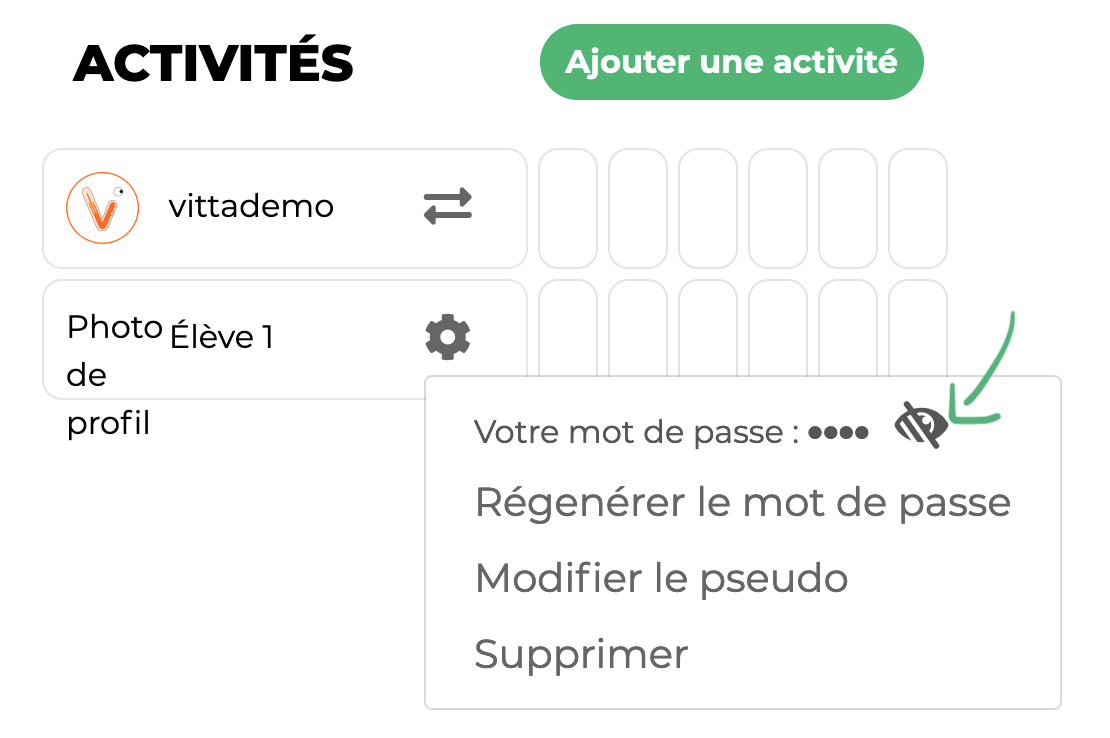 ACTIVITÉS
Ajouter une activité
vittademo
Photo
de
profil
Élève 1
Votre mot de passe : ••••
Régenérer le mot de passe
Modifier le pseudo
Supprimer